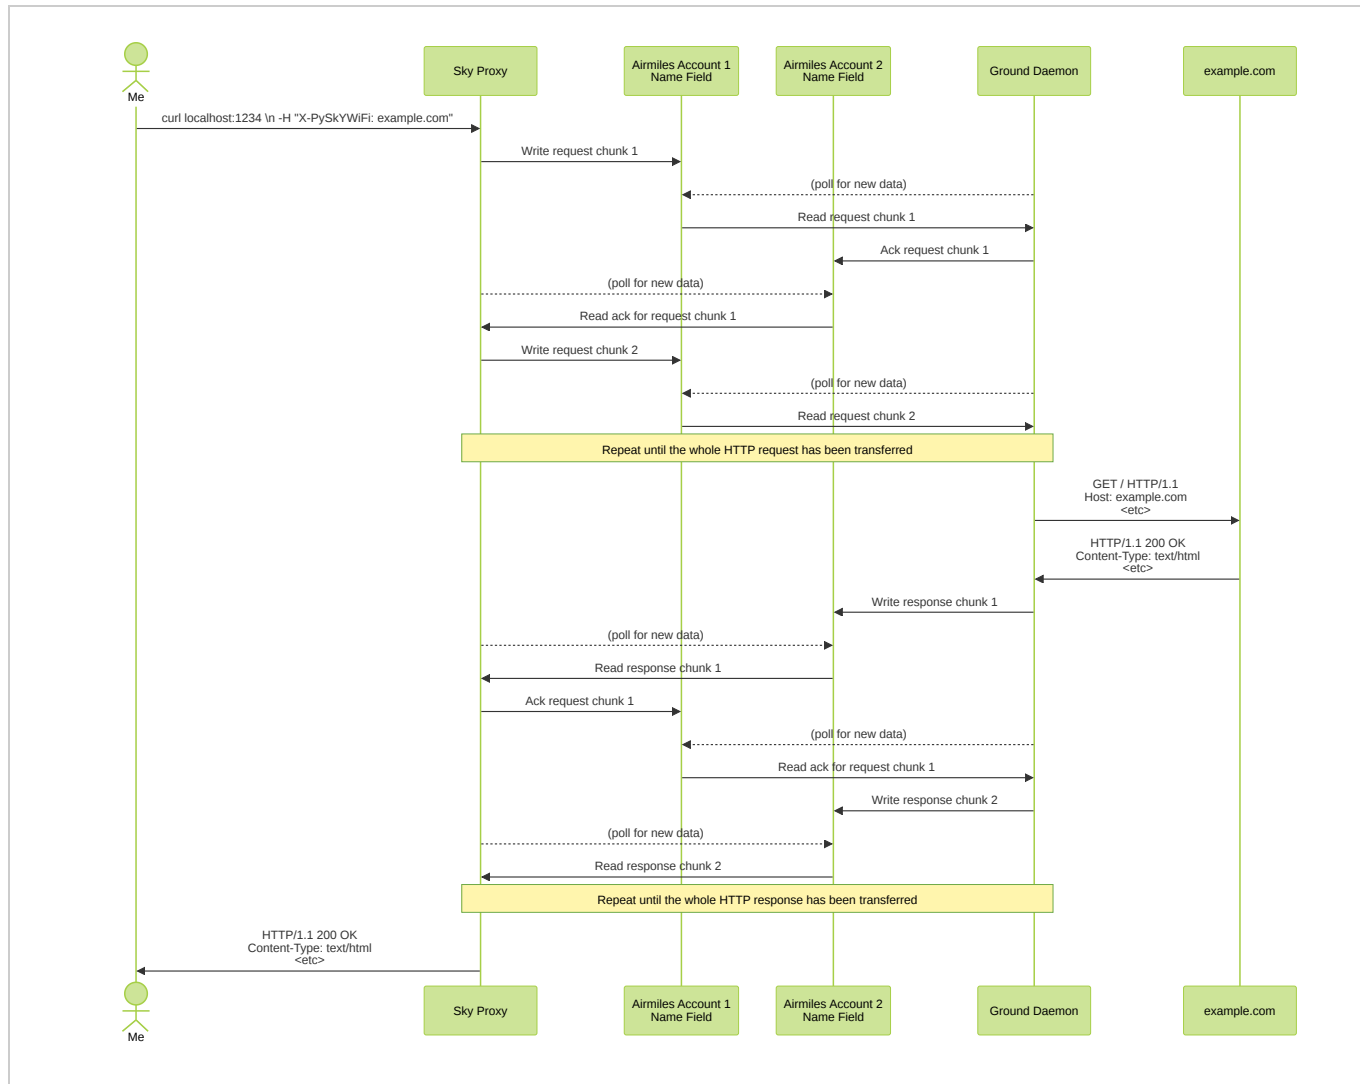 Me
Sky Proxy
Airmiles Account 1
Name Field
Airmiles Account 2
Name Field
Ground Daemon
example.com
curl localhost:1234 \n -H "X-PySkYWiFi: example.com"
Write request chunk 1
(poll for new data)
Read request chunk 1
Ack request chunk 1
(poll for new data)
Read ack for request chunk 1
Write request chunk 2
(poll for new data)
Read request chunk 2
Repeat until the whole HTTP request has been transferred
GET / HTTP/1.1
Host: example.com
<etc>
HTTP/1.1 200 OK
Content-Type: text/html
<etc>
Write response chunk 1
(poll for new data)
Read response chunk 1
Ack request chunk 1
(poll for new data)
Read ack for request chunk 1
Write response chunk 2
(poll for new data)
Read response chunk 2
Repeat until the whole HTTP response has been transferred
HTTP/1.1 200 OK
Content-Type: text/html
<etc>
Me
Sky Proxy
Airmiles Account 1
Name Field
Airmiles Account 2
Name Field
Ground Daemon
example.com